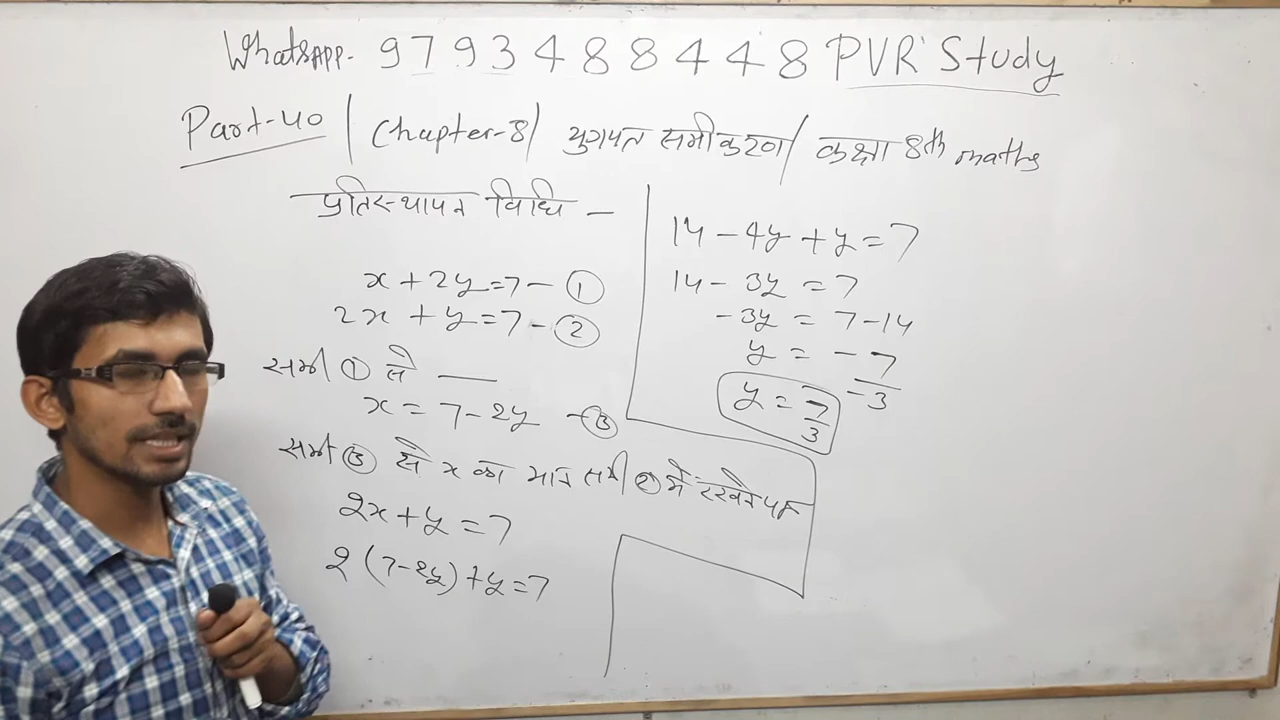 WhatsAPP. 9793488448 PVR Study
Part-40 / Chapter-8 / युगपत समीकरण / कक्षा 8th maths
प्रतिस्थापन विधि –
x + 2y = 7 – ①
2x + y = 7 – ②
समी ① से —
x = 7 – 2y – ③
समी ③ से x का मान समी ② में रखने पर
2x + y = 7
2 (7 – 2y) + y = 7
14 – 4y + y = 7
14 – 3y = 7
– 3y = 7 – 14
y = – 7 / – 3
y = 7/3